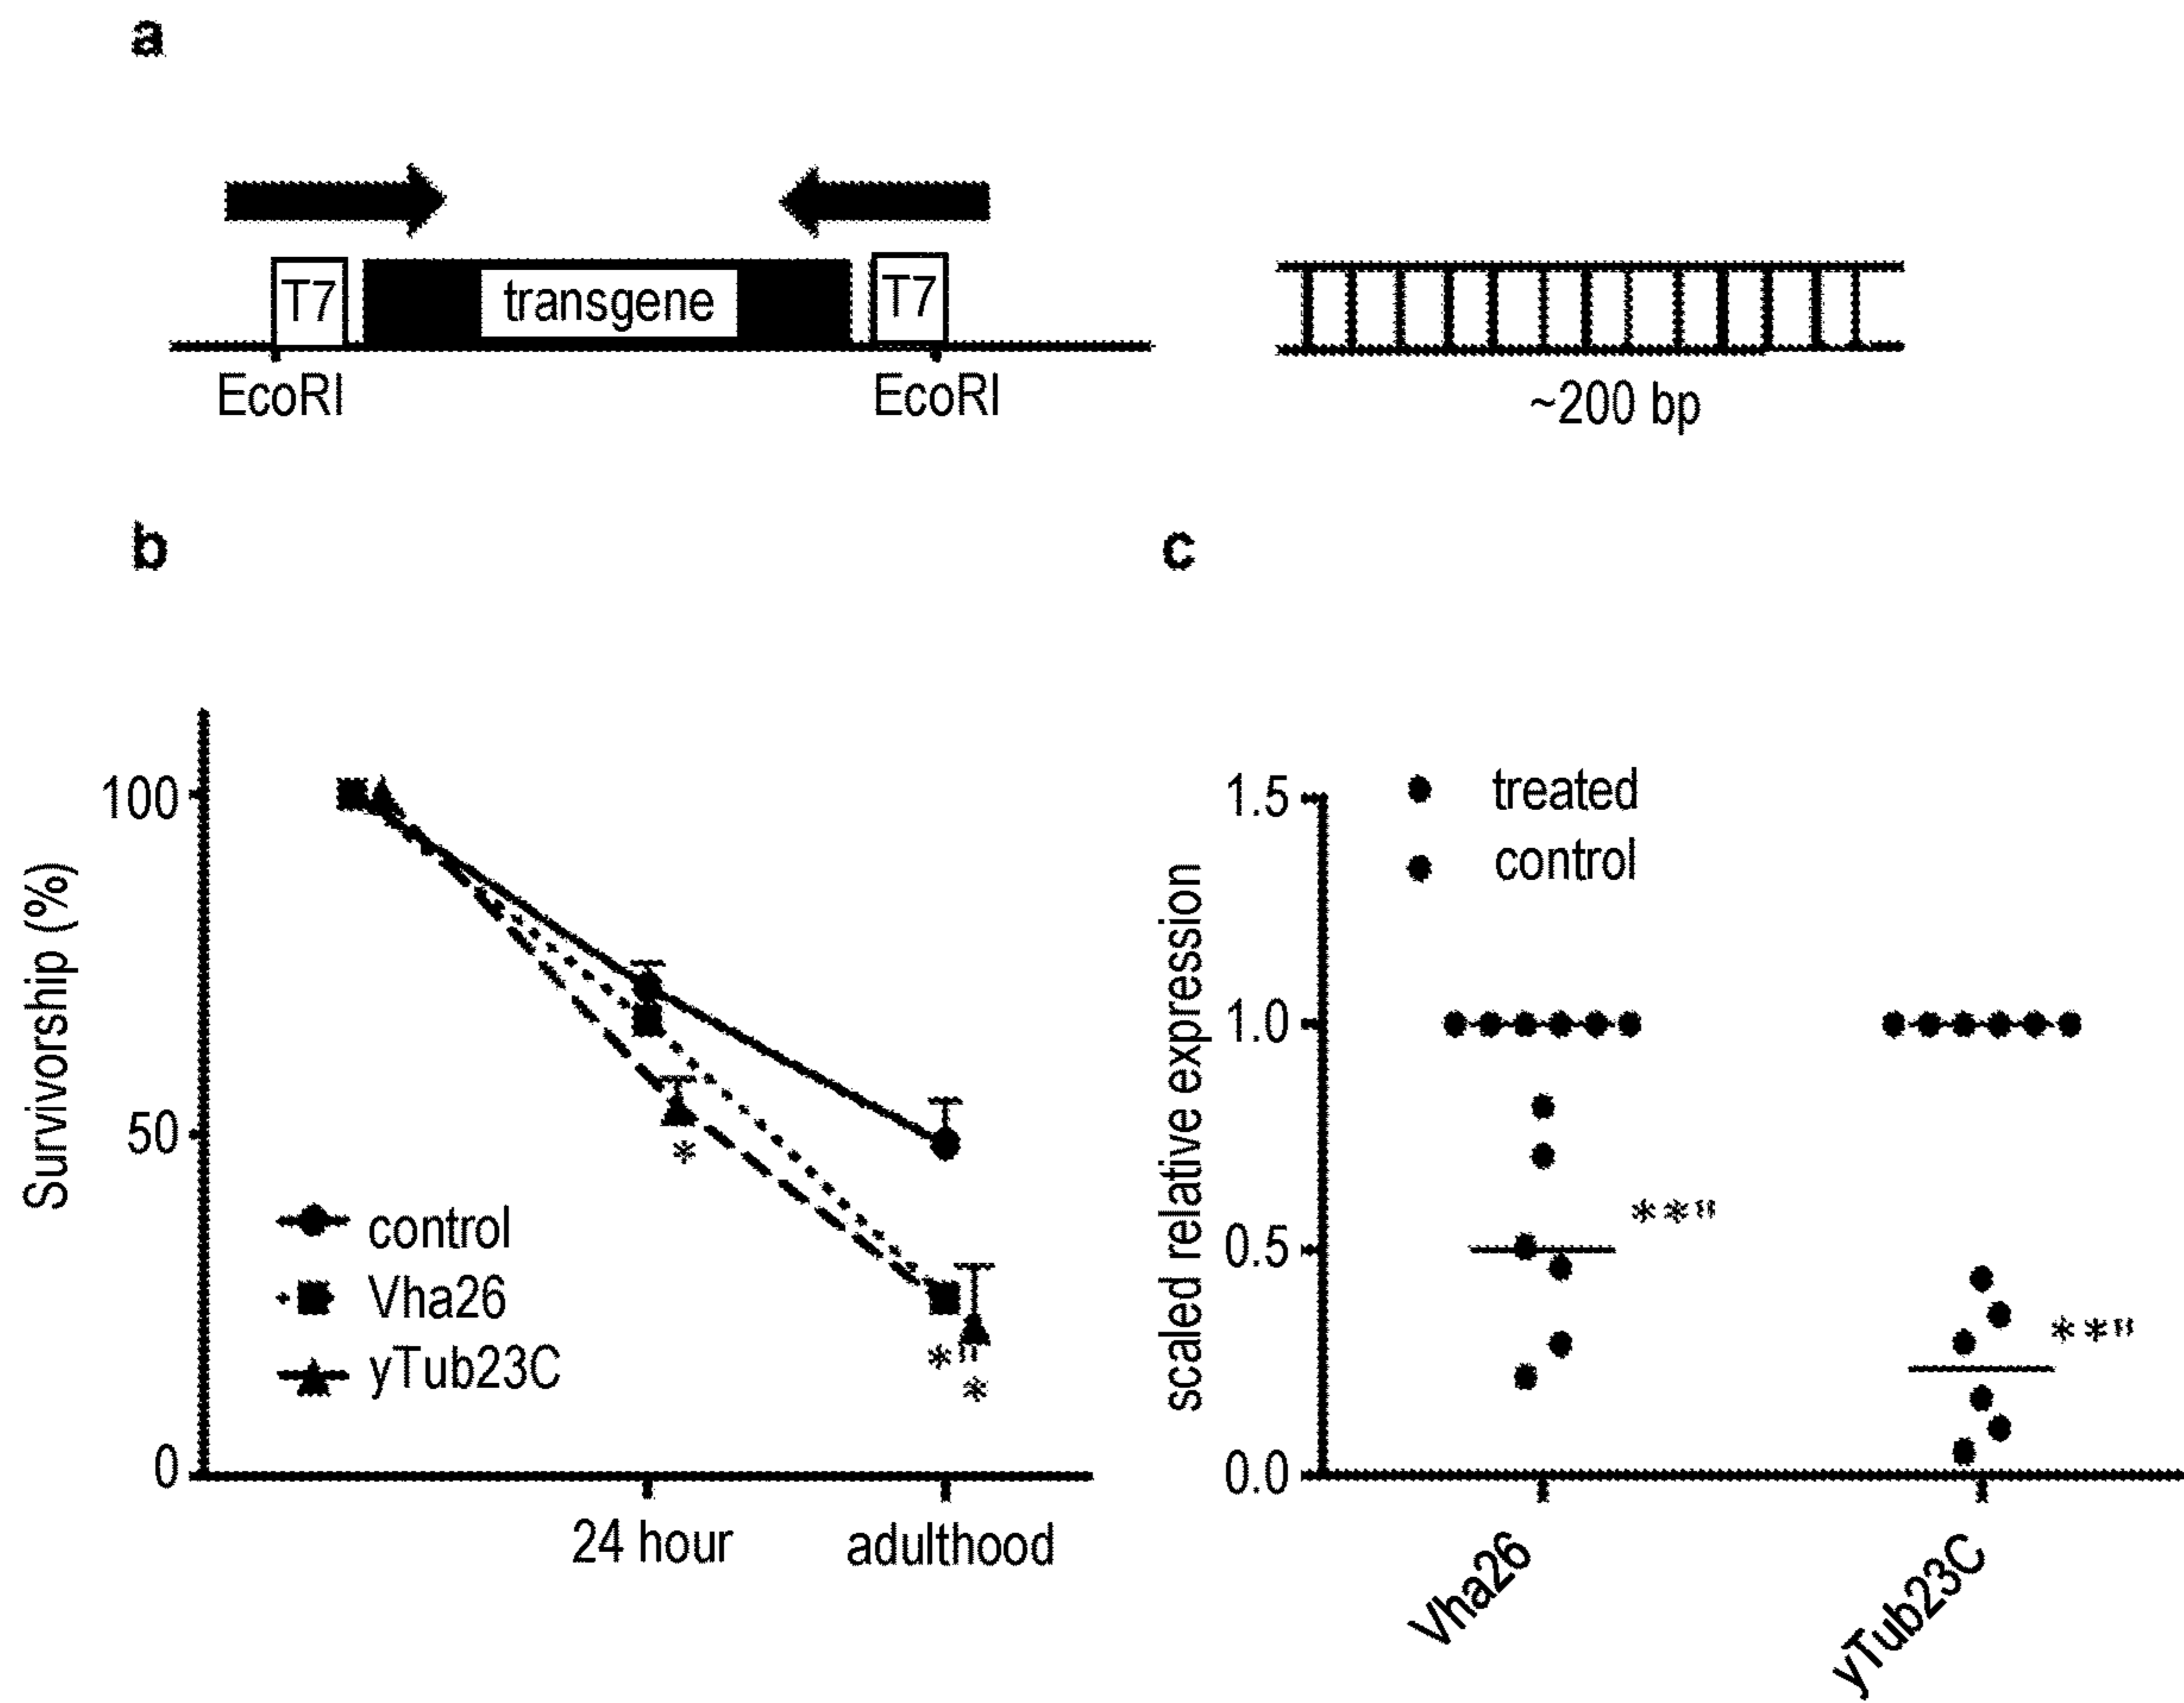 a
T7 transgene T7
EcoRI EcoRI
~200 bp
b
Survivorship (%)
100
50
0
control
Vha26
yTub23C
*
*"
*
24 hour adulthood
c
scaled relative expression
1.5
1.0
0.5
0.0
treated
control
**"
**"
Vha26
yTub23C